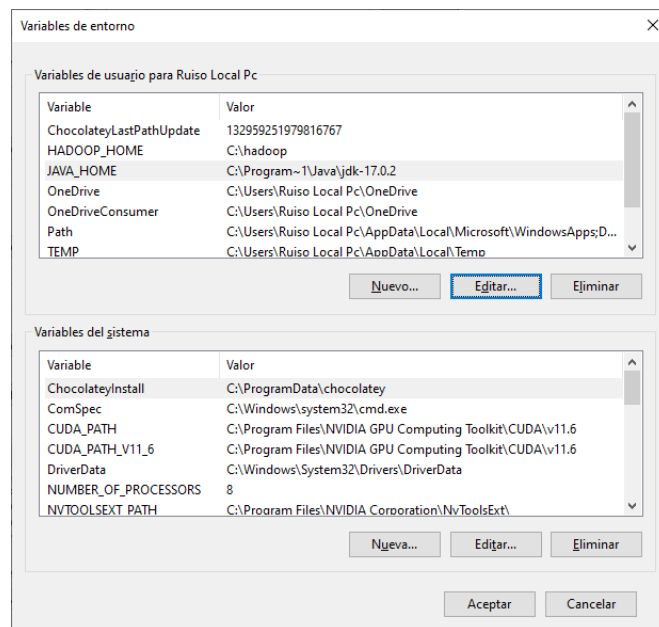 Variables de entorno
Variables de usuario para Ruiso Local Pc
Variable Valor
ChocolateyLastPathUpdate 132959251979816767
HADOOP_HOME C:\hadoop
JAVA_HOME C:\Program~1\Java\jdk-17.0.2
OneDrive C:\Users\Ruiso Local Pc\OneDrive
OneDriveConsumer C:\Users\Ruiso Local Pc\OneDrive
Path C:\Users\Ruiso Local Pc\AppData\Local\Microsoft\WindowsApps;D...
TEMP C:\Users\Ruiso Local Pc\AppData\Local\Temp
Nuevo... Editar... Eliminar
Variables del sistema
Variable Valor
ChocolateyInstall C:\ProgramData\chocolatey
ComSpec C:\Windows\system32\cmd.exe
CUDA_PATH C:\Program Files\NVIDIA GPU Computing Toolkit\CUDA\v11.6
CUDA_PATH_V11_6 C:\Program Files\NVIDIA GPU Computing Toolkit\CUDA\v11.6
DriverData C:\Windows\System32\Drivers\DriverData
NUMBER_OF_PROCESSORS 8
NVTOOLSEXT_PATH C:\Program Files\NVIDIA Corporation\NvToolsExt\
Nueva... Editar... Eliminar
Aceptar Cancelar